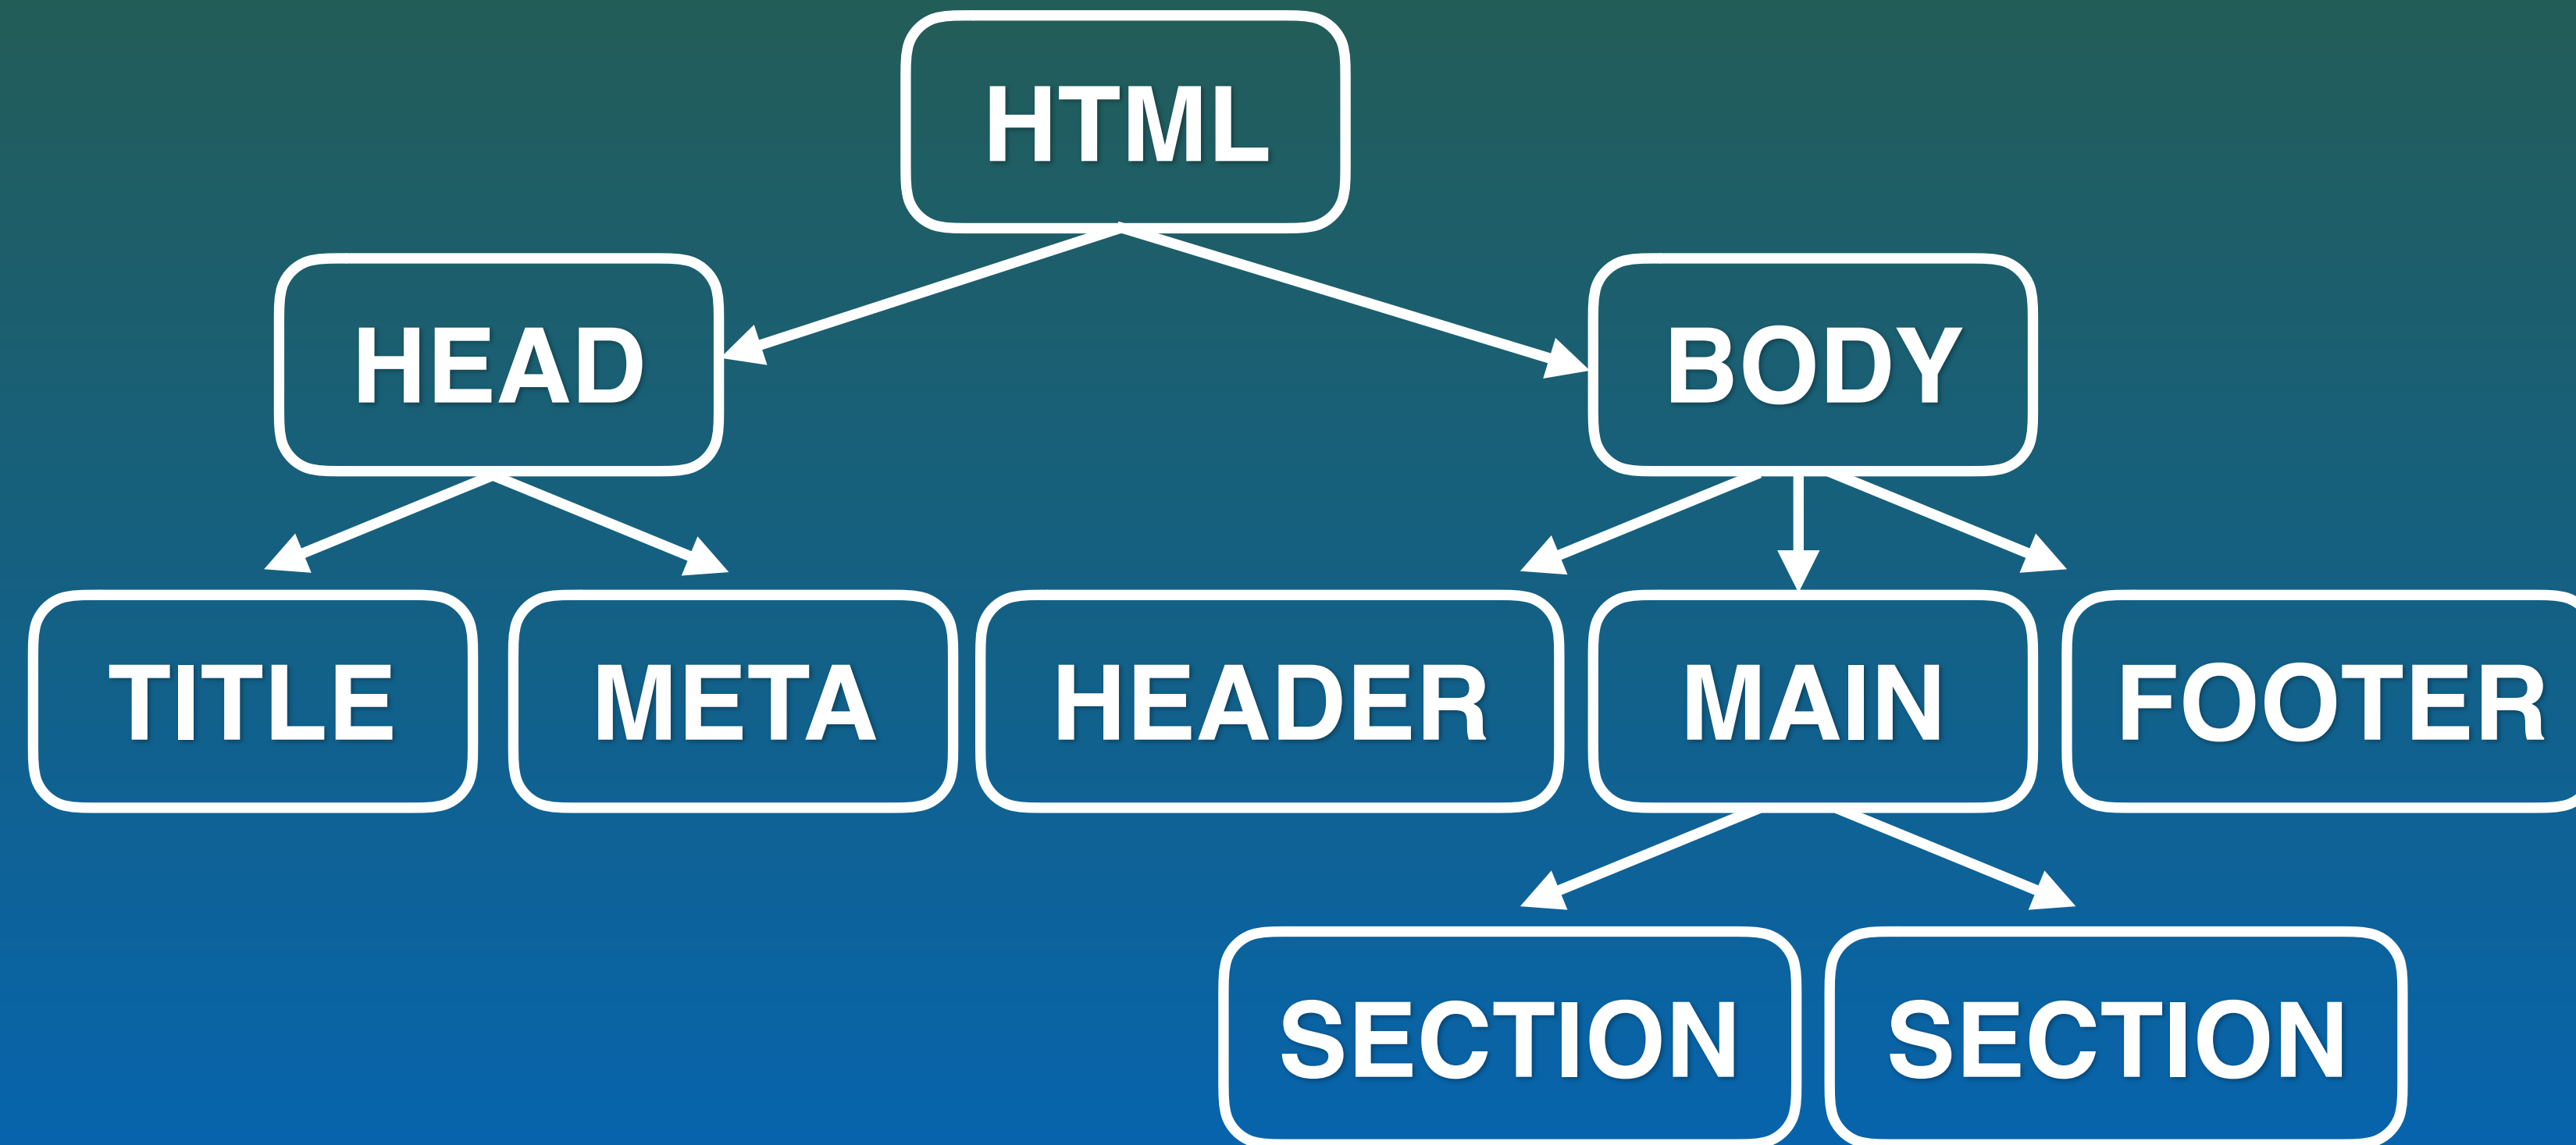 HTML
HEAD
BODY
TITLE
META
HEADER
MAIN
FOOTER
SECTION
SECTION